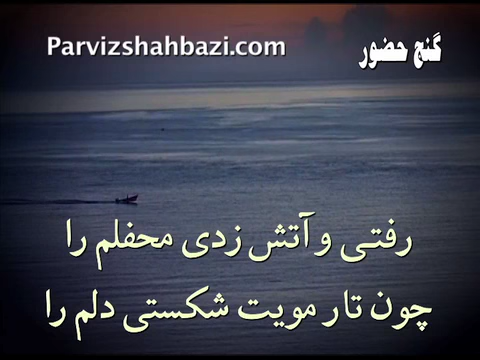 Parvizshahbazi.com
گنج حضور
رفتی و آتش زدی محفلم را
چون تار مویت شکستی دلم را